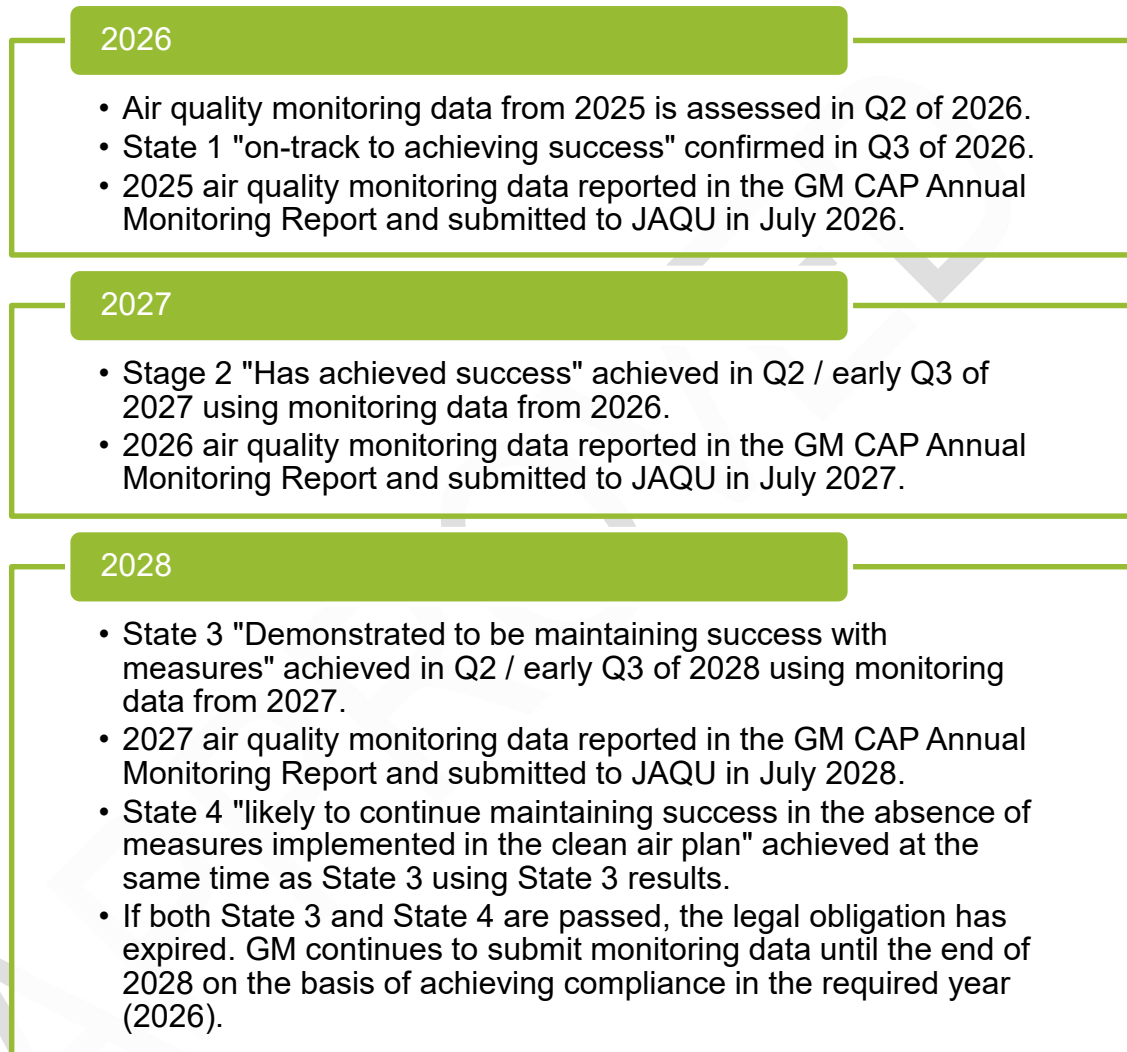 2026
• Air quality monitoring data from 2025 is assessed in Q2 of 2026.
• State 1 "on-track to achieving success" confirmed in Q3 of 2026.
• 2025 air quality monitoring data reported in the GM CAP Annual
Monitoring Report and submitted to JAQU in July 2026.
2027
• Stage 2 "Has achieved success" achieved in Q2 / early Q3 of
2027 using monitoring data from 2026.
• 2026 air quality monitoring data reported in the GM CAP Annual
Monitoring Report and submitted to JAQU in July 2027.
2028
• State 3 "Demonstrated to be maintaining success with
measures" achieved in Q2 / early Q3 of 2028 using monitoring
data from 2027.
• 2027 air quality monitoring data reported in the GM CAP Annual
Monitoring Report and submitted to JAQU in July 2028.
• State 4 "likely to continue maintaining success in the absence of
measures implemented in the clean air plan" achieved at the
same time as State 3 using State 3 results.
• If both State 3 and State 4 are passed, the legal obligation has
expired. GM continues to submit monitoring data until the end of
2028 on the basis of achieving compliance in the required year
(2026).